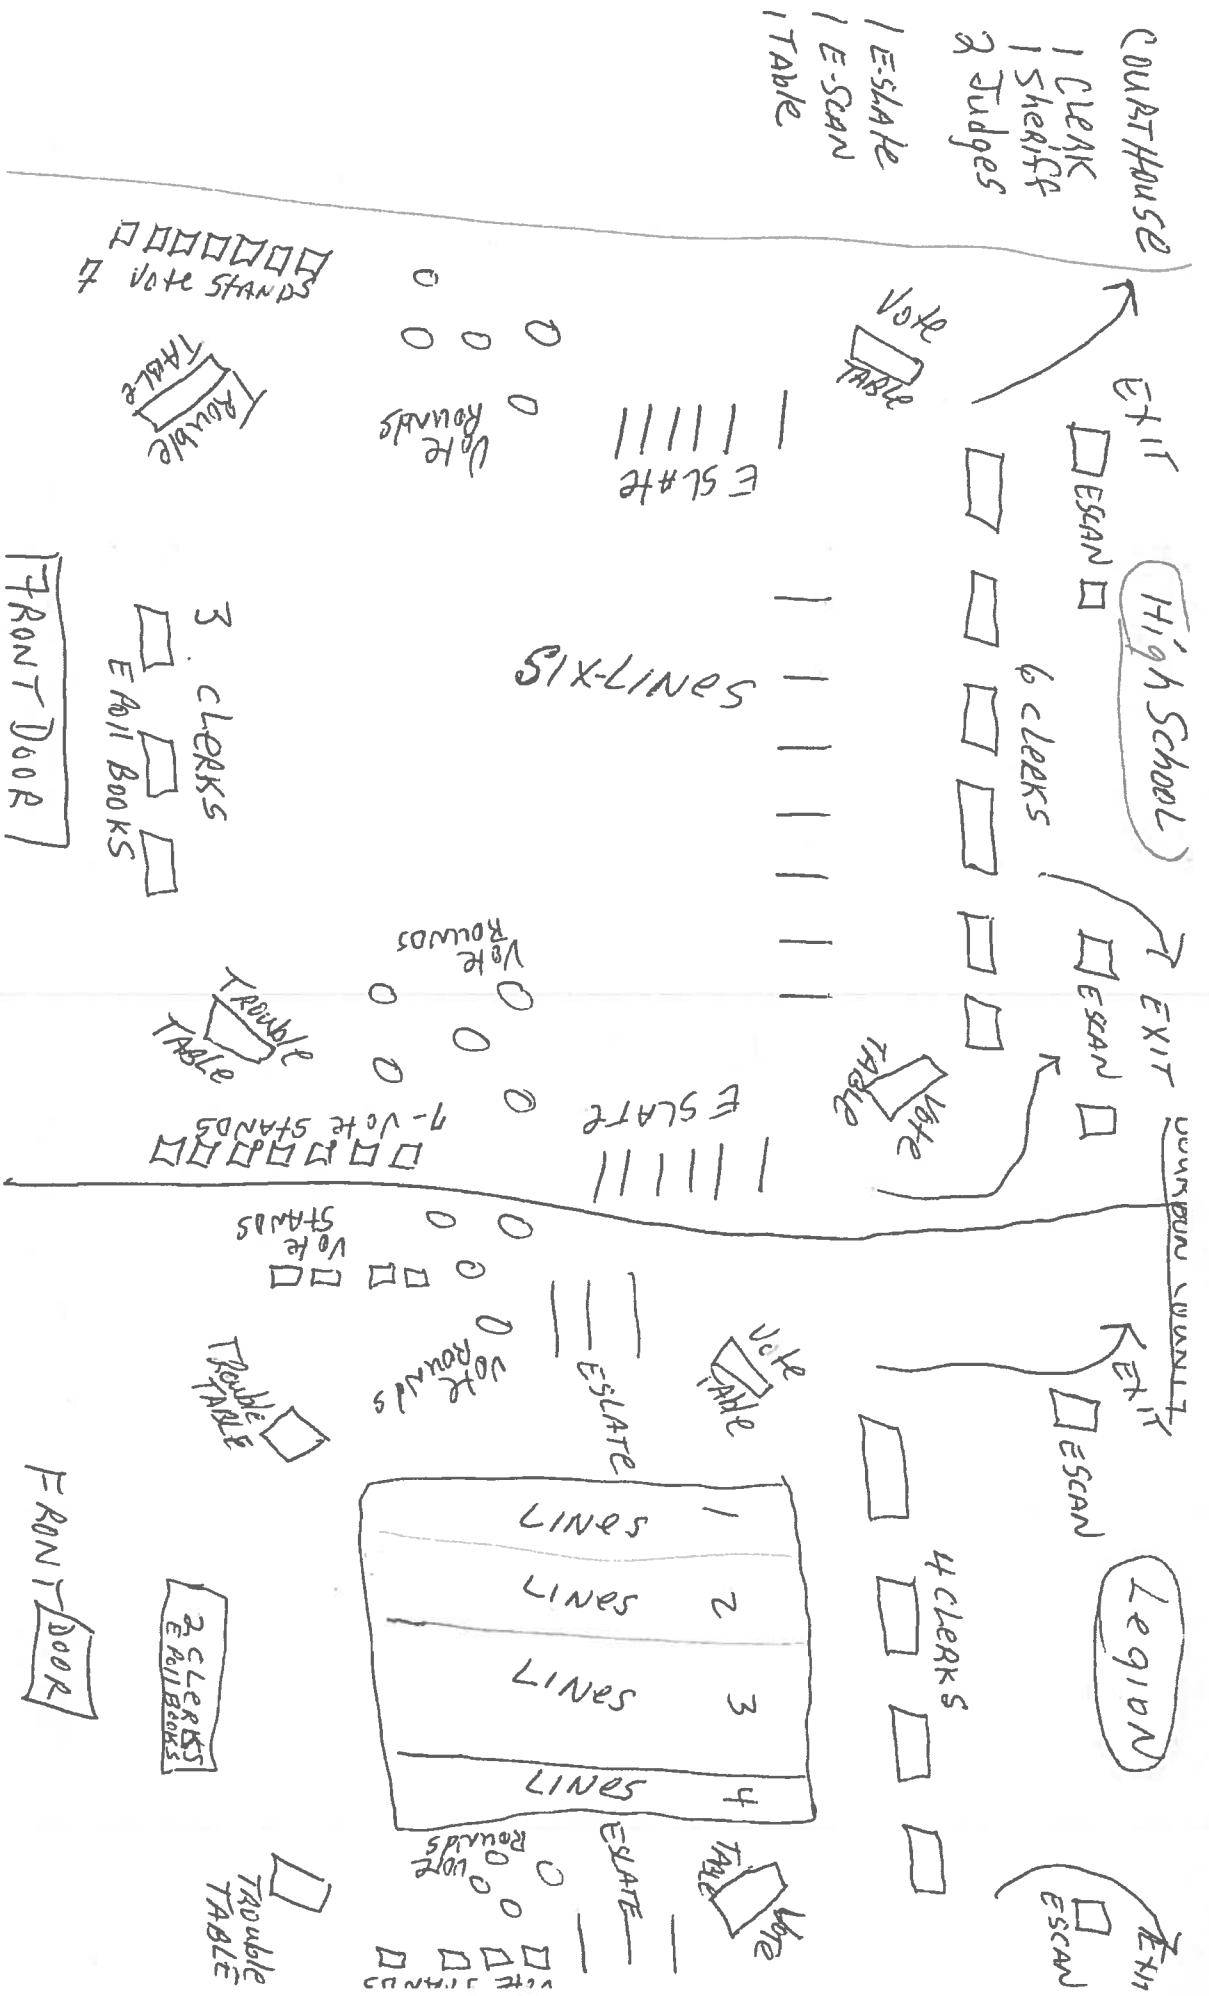 COURTHOUSE
1 CLERK
1 SheRiff
2 Judges
1 E-SLAte
1 E-SCAN
1 TAble
High School
EXIT
ESCAN
EXIT
ESCAN
6 CLERKS
Vote
TABLE
Vote
TABLE
ESLAte
SIX-LINeS
ESLATE
Vote
Rounds
Vote
ROUNDS
7 Vote STANDS
7-Vote STANDS
TRouble
TABLe
TRouble
TABLe
3 CLERKS
E Poll BOOKS
FRONT DOOR
LegioN
EXIT
ESCAN
EXIT
ESCAN
4 CLERKS
Vote
TABle
Vote
TABLe
ESLATE
ESLATE
1 LINes
2 LINes
3 LINes
4 LINes
Vote
ROUNDS
VOTE
ROUNDS
Vote
STANDS
TRouble
TABLE
TROUble
TABLE
2 CLERKS
E Poll BOOKS
FRONT DOOR